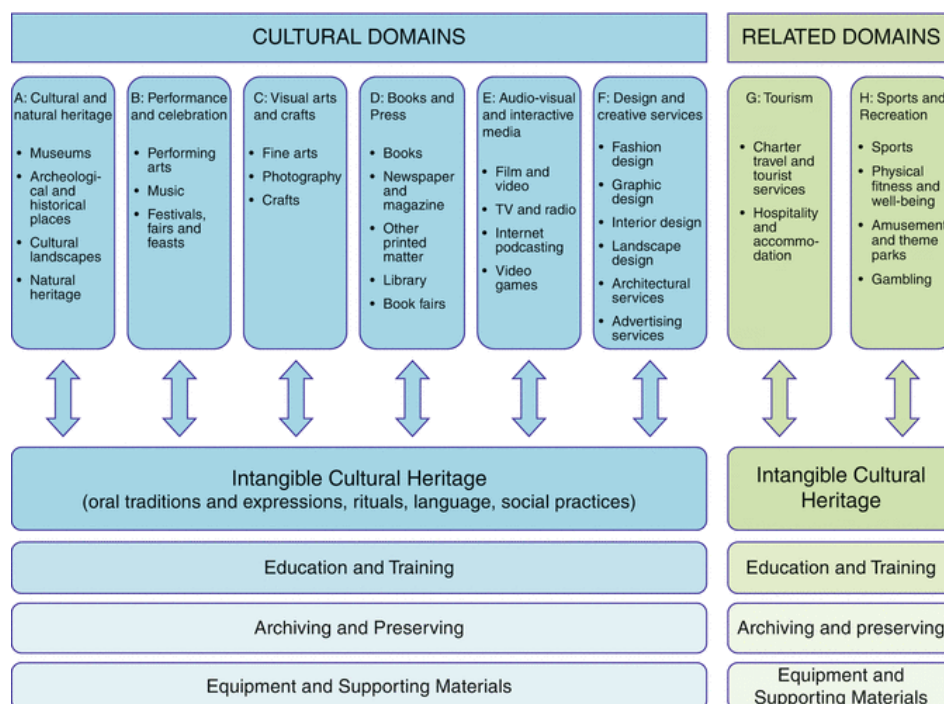 CULTURAL DOMAINS
RELATED DOMAINS
A: Cultural and
natural heritage
• Museums
• Archeologi-
cal and
historical
places
• Cultural
landscapes
• Natural
heritage
B: Performance
and celebration
• Performing
arts
• Music
• Festivals,
fairs and
feasts
C: Visual arts
and crafts
• Fine arts
• Photography
• Crafts
D: Books and
Press
• Books
• Newspaper
and
magazine
• Other
printed
matter
• Library
• Book fairs
E: Audio-visual
and interactive
media
• Film and
video
• TV and radio
• Internet
podcasting
• Video
games
F: Design and
creative services
• Fashion
design
• Graphic
design
• Interior design
• Landscape
design
• Architectural
services
• Advertising
services
G: Tourism
• Charter
travel and
tourist
services
• Hospitality
and
accommo-
dation
H: Sports and
Recreation
• Sports
• Physical
fitness and
well-being
• Amusement
and theme
parks
• Gambling
Intangible Cultural Heritage
(oral traditions and expressions, rituals, language, social practices)
Intangible Cultural
Heritage
Education and Training
Education and Training
Archiving and Preserving
Archiving and preserving
Equipment and Supporting Materials
Equipment and
Supporting Materials